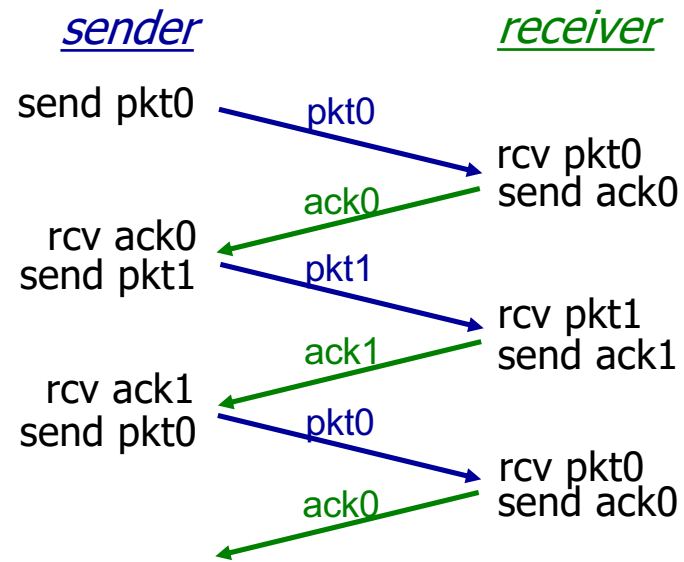 sender receiver
send pkt0
pkt0
rcv pkt0
send ack0
ack0
rcv ack0
send pkt1
pkt1
rcv pkt1
send ack1
ack1
rcv ack1
send pkt0
pkt0
rcv pkt0
send ack0
ack0